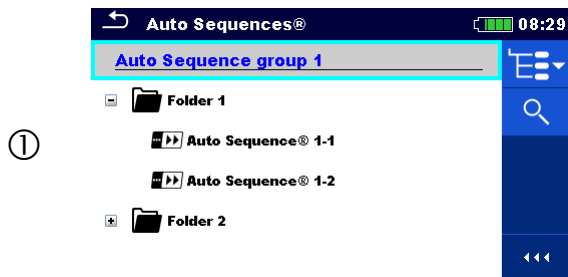 Auto Sequences® 08:29
Auto Sequence group 1
Folder 1
①
Auto Sequence® 1-1
Auto Sequence® 1-2
Folder 2